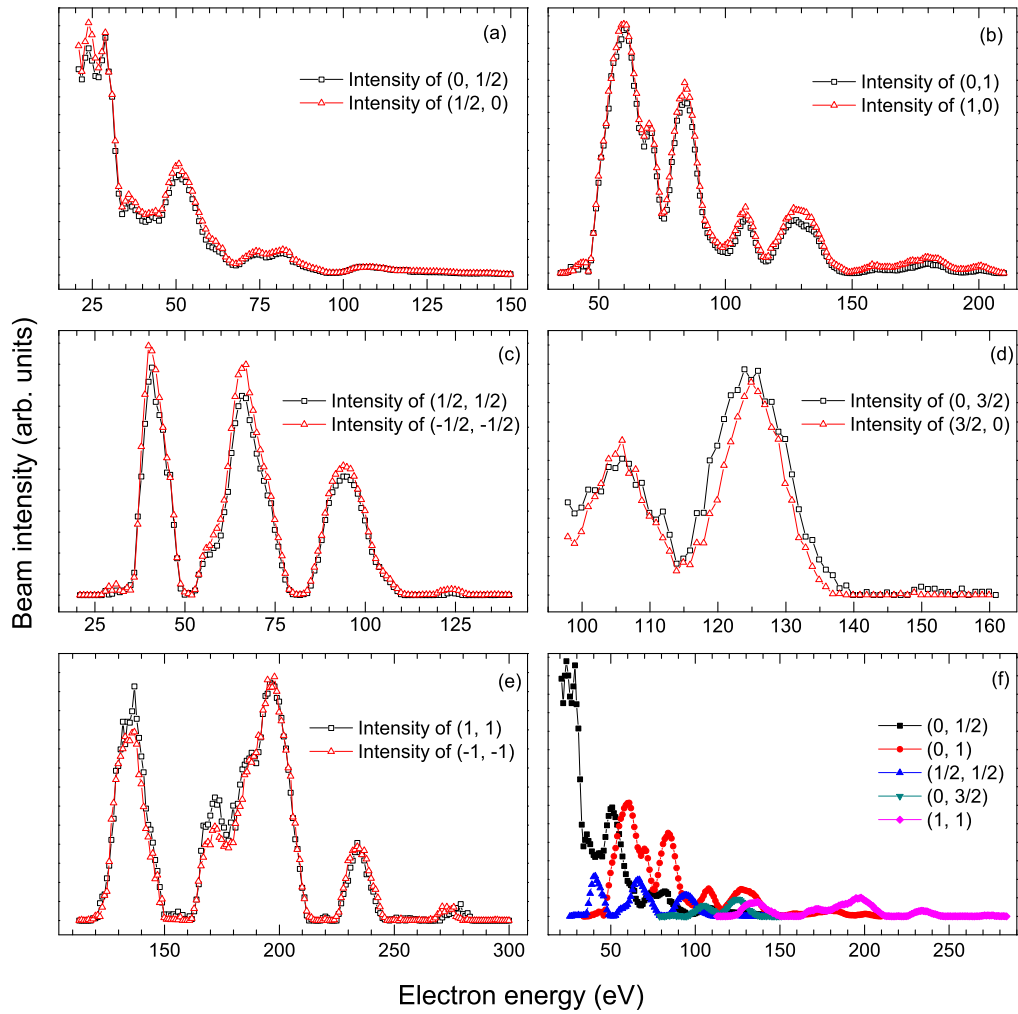 (a)
Intensity of (0, 1/2)
Intensity of (1/2, 0)
25 50 75 100 125 150
(b)
Intensity of (0,1)
Intensity of (1,0)
50 100 150 200
(c)
Intensity of (1/2, 1/2)
Intensity of (-1/2, -1/2)
25 50 75 100 125
(d)
Intensity of (0, 3/2)
Intensity of (3/2, 0)
100 110 120 130 140 150 160
(e)
Intensity of (1, 1)
Intensity of (-1, -1)
100 150 200 250 300
(f)
(0, 1/2)
(0, 1)
(1/2, 1/2)
(0, 3/2)
(1, 1)
50 100 150 200 250
Beam intensity (arb. units)
Electron energy (eV)